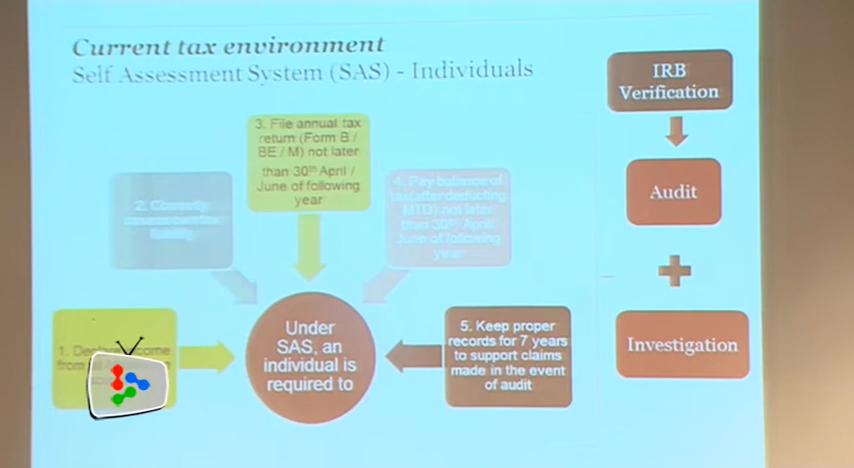 Current tax environment
Self Assessment System (SAS) - Individuals
IRB
Verification
3. File annual tax
return (Form B /
BE / M) not later
than 30th April /
June of following
year
2. Correctly
4. Pay balance of
tax after deducting
MTD) not later
than 30th April /
June of following
year
Audit
1. Declare income
from
Under
SAS, an
individual is
required to
5. Keep proper
records for 7 years
to support claims
made in the event
of audit
Investigation